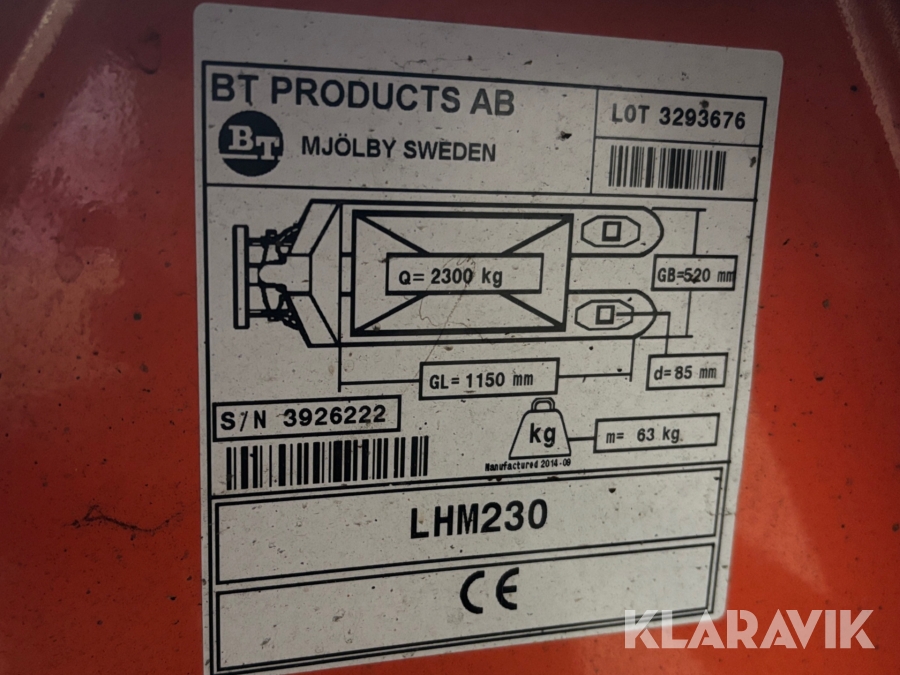 BT PRODUCTS AB
LOT 3293676
BT
MJÖLBY SWEDEN
Q= 2300 kg
GB=520 mm
GL= 1150 mm
d=85 mm
S/N 3926222
kg
m= 63 kg
Manufactured 2014-09
LHM230
CE
KLARAVIK